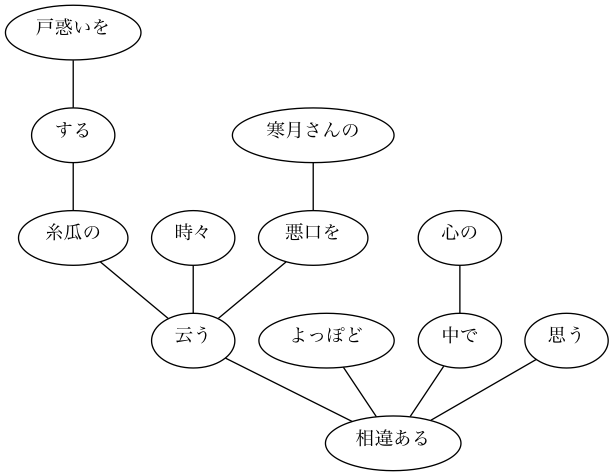 戸惑いを
する
寒月さんの
糸瓜の
時々
悪口を
心の
云う
よっぽど
中で
思う
相違ある